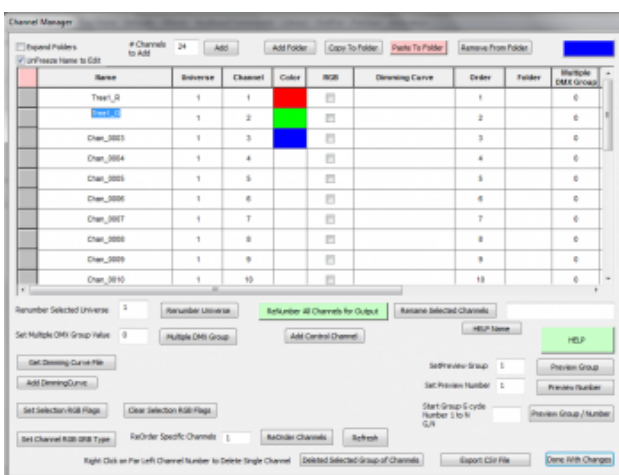 Channel Manager
Expand Folders
# Channels to Add
24
Add
Add Folder
Copy To Folder
Paste To Folder
Remove From Folder
UnFreeze Name to Edit
Name Universe Channel Color RGB Dimming Curve Order Folder Multiple DMX Group
Tree1_R 1 1 1 0
Tree1_G 1 2 2 0
Chan_0003 1 3 3 0
Chan_0004 1 4 4 0
Chan_0005 1 5 5 0
Chan_0006 1 6 6 0
Chan_0007 1 7 7 0
Chan_0008 1 8 8 0
Chan_0009 1 9 9 0
Chan_0010 1 10 10 0
Renumber Selected Universe 1 Renumber Universe ReNumber All Channels for Output Rename Selected Channels
HELP Name
Set Multiple DMX Group Value 0 Multiple DMX Group Add Control Channel HELP
Get Dimming Curve File SetPreview Group 1 Preview Group
Add DimmingCurve Set Preview Number 1 Preview Number
Set Selection RGB Flags Clear Selection RGB Flags
Start Group G cycle
Number 1 to N
G,N
Preview Group / Number
Set Channel RGB GRB Type ReOrder Specific Channels 1 ReOrder Channels Refresh
Right Click on Far Left Channel Number to Delete Single Channel Deleted Selected Group of Channels Export CSV File Done With Changes